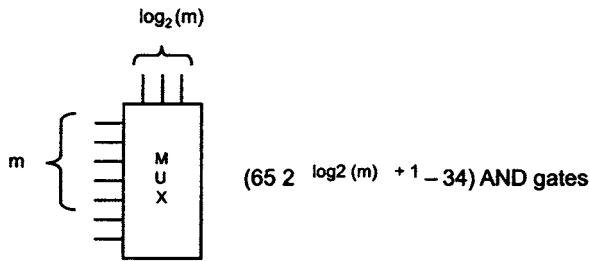 log₂(m)
m
M
U
X
(65 2 log2 (m) + 1 – 34) AND gates